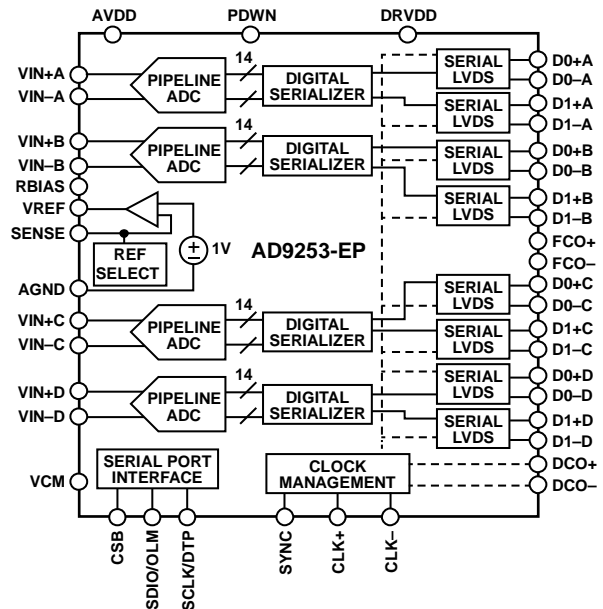 AVDD
PDWN
DRVDD
VIN+A
VIN–A
VIN+B
VIN–B
RBIAS
VREF
SENSE
AGND
VIN+C
VIN–C
VIN+D
VIN–D
VCM
PIPELINE
ADC
14
DIGITAL
SERIALIZER
SERIAL
LVDS
SERIAL
LVDS
PIPELINE
ADC
14
DIGITAL
SERIALIZER
SERIAL
LVDS
SERIAL
LVDS
REF
SELECT
1V
AD9253-EP
PIPELINE
ADC
14
DIGITAL
SERIALIZER
SERIAL
LVDS
SERIAL
LVDS
PIPELINE
ADC
14
DIGITAL
SERIALIZER
SERIAL
LVDS
SERIAL
LVDS
SERIAL PORT
INTERFACE
CLOCK
MANAGEMENT
D0+A
D0–A
D1+A
D1–A
D0+B
D0–B
D1+B
D1–B
FCO+
FCO–
D0+C
D0–C
D1+C
D1–C
D0+D
D0–D
D1+D
D1–D
DCO+
DCO–
CSB
SDIO/OLM
SCLK/DTP
SYNC
CLK+
CLK–